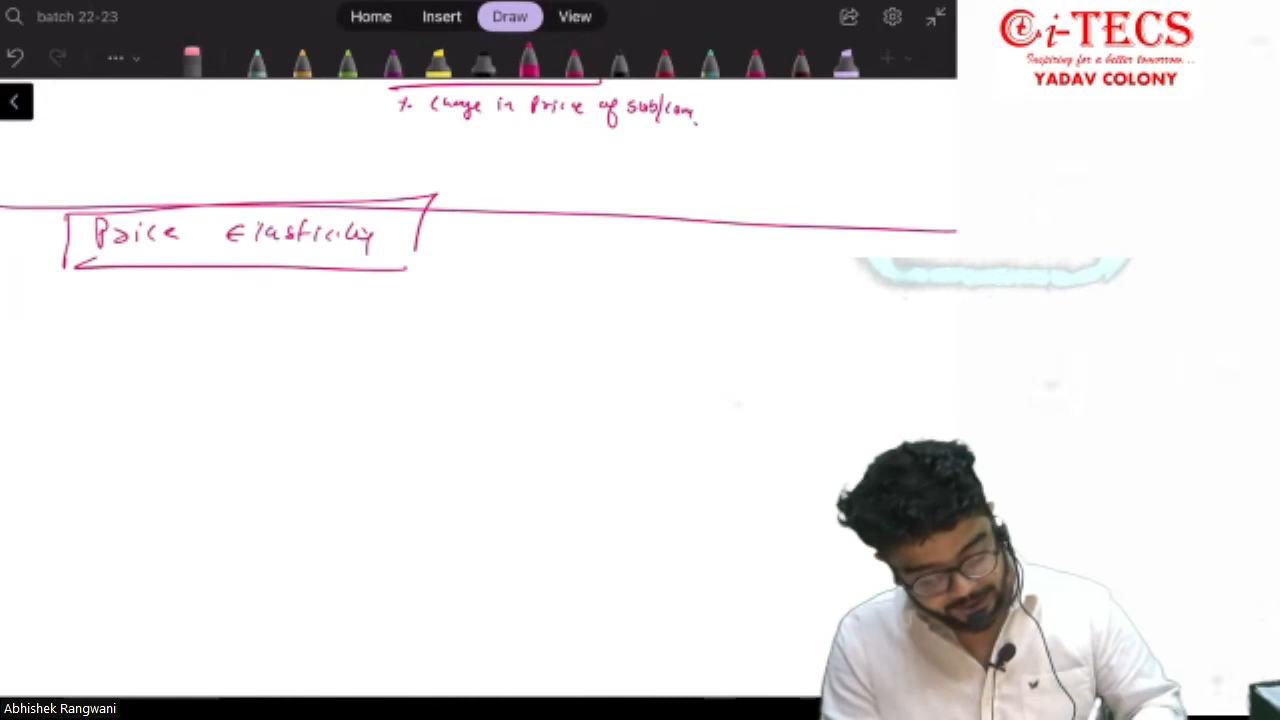 batch 22-23
Home Insert Draw View
i-TECS
Inspiring for a better tomorrow...
YADAV COLONY
% Change in Price of sub/com.
Price Elasticity
Abhishek Rangwani